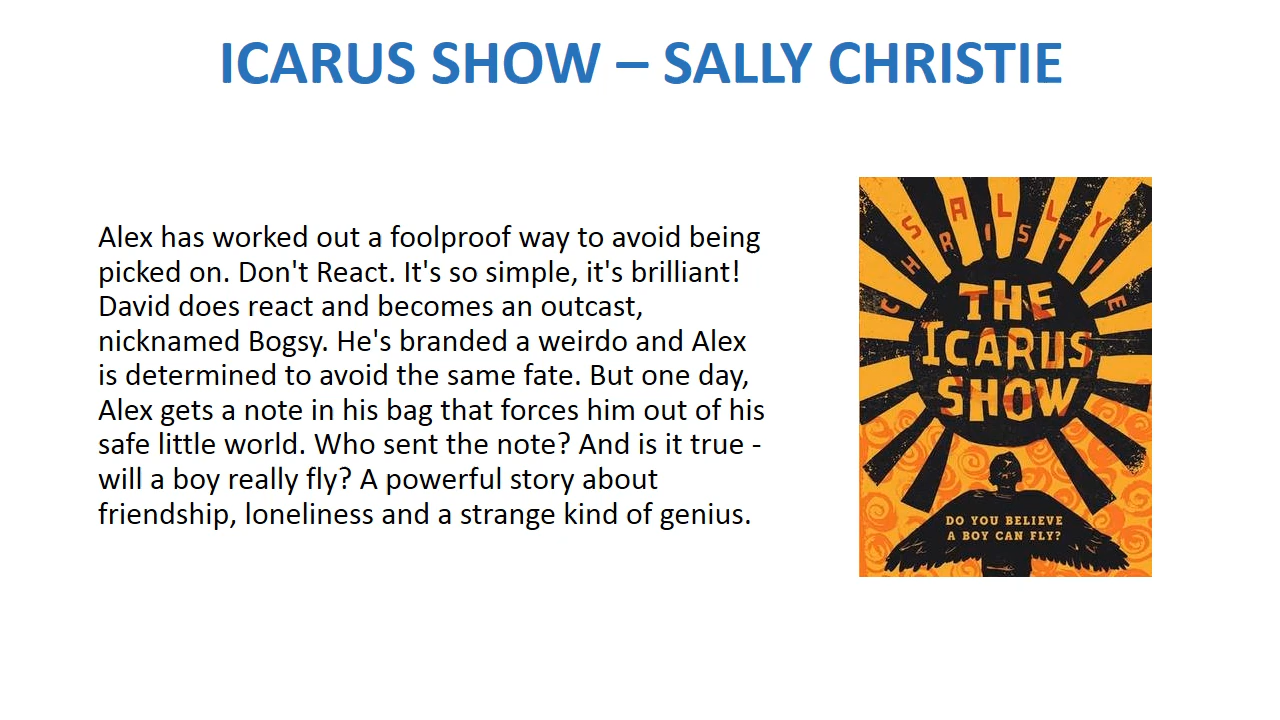 ICARUS SHOW – SALLY CHRISTIE
Alex has worked out a foolproof way to avoid being
picked on. Don't React. It's so simple, it's brilliant!
David does react and becomes an outcast,
nicknamed Bogsy. He's branded a weirdo and Alex
is determined to avoid the same fate. But one day,
Alex gets a note in his bag that forces him out of his
safe little world. Who sent the note? And is it true -
will a boy really fly? A powerful story about
friendship, loneliness and a strange kind of genius.
SALLY
CHRISTIE
THE
ICARUS
SHOW
DO YOU BELIEVE
A BOY CAN FLY?